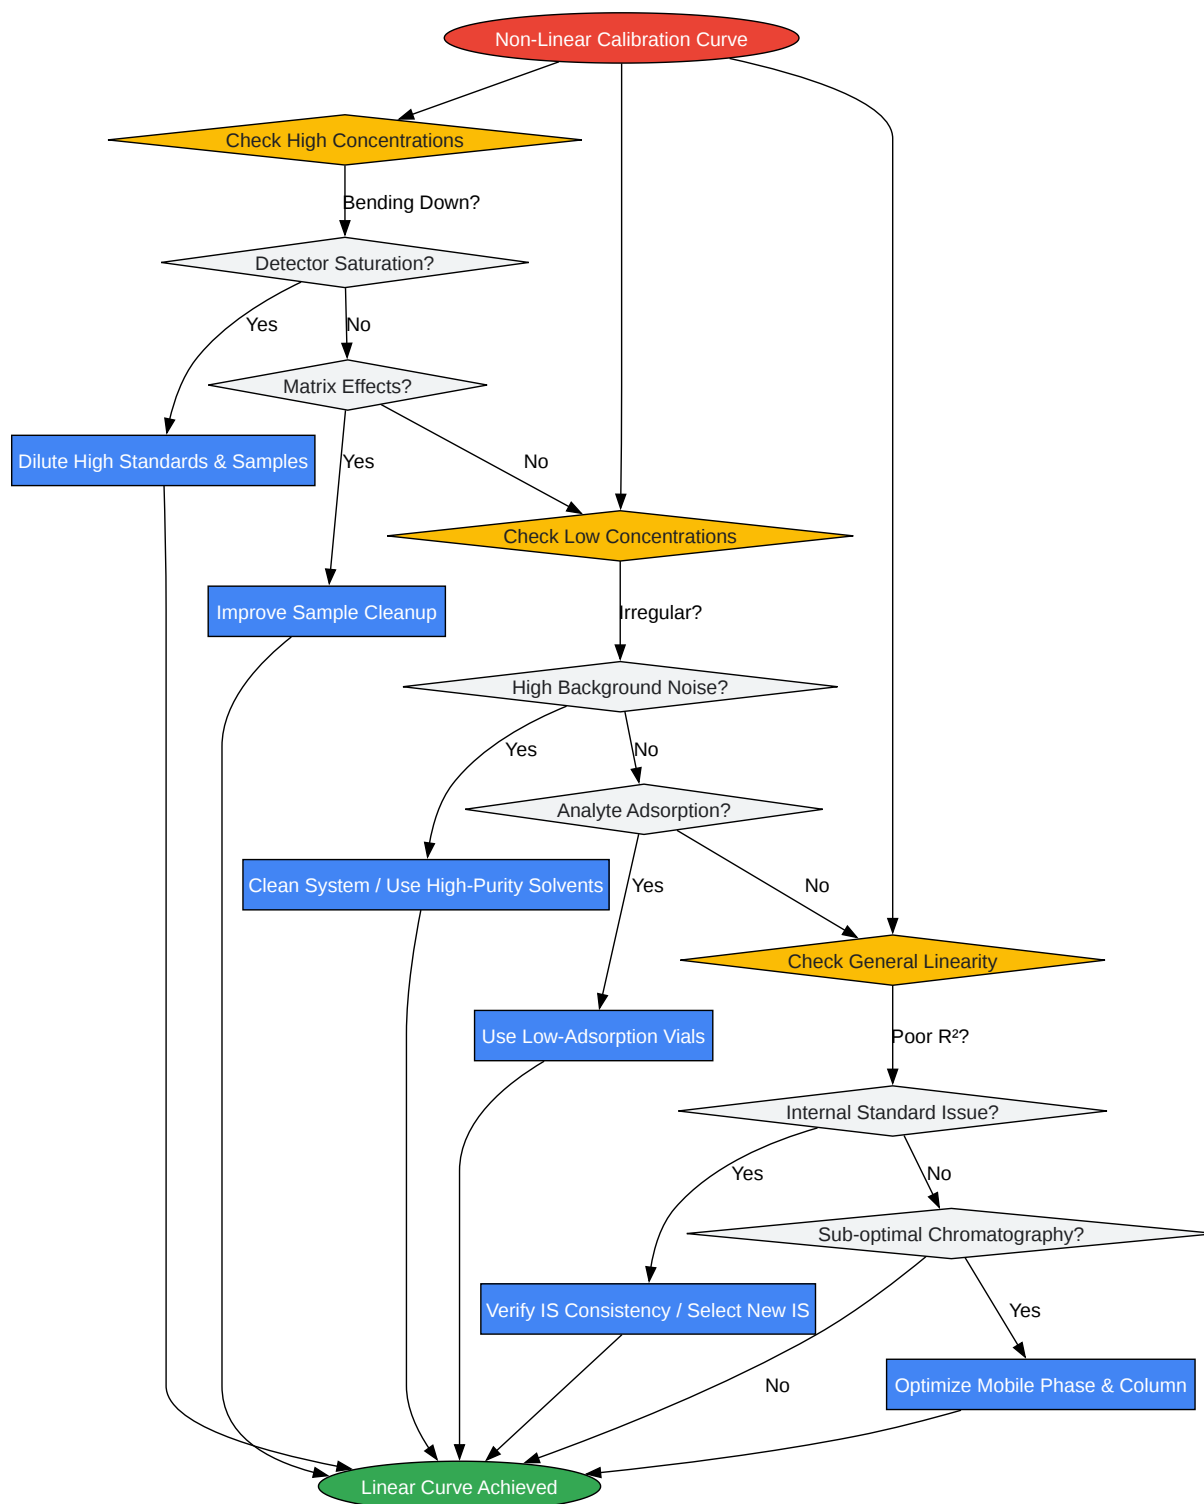 Non-Linear Calibration Curve
Check High Concentrations
Bending Down?
Detector Saturation?
Yes
No
Matrix Effects?
Dilute High Standards & Samples
Yes
No
Check Low Concentrations
Improve Sample Cleanup
Irregular?
High Background Noise?
Yes
No
Analyte Adsorption?
Clean System / Use High-Purity Solvents
Yes
No
Check General Linearity
Use Low-Adsorption Vials
Poor R²?
Internal Standard Issue?
Yes
No
Sub-optimal Chromatography?
Verify IS Consistency / Select New IS
Yes
No
Optimize Mobile Phase & Column
Linear Curve Achieved